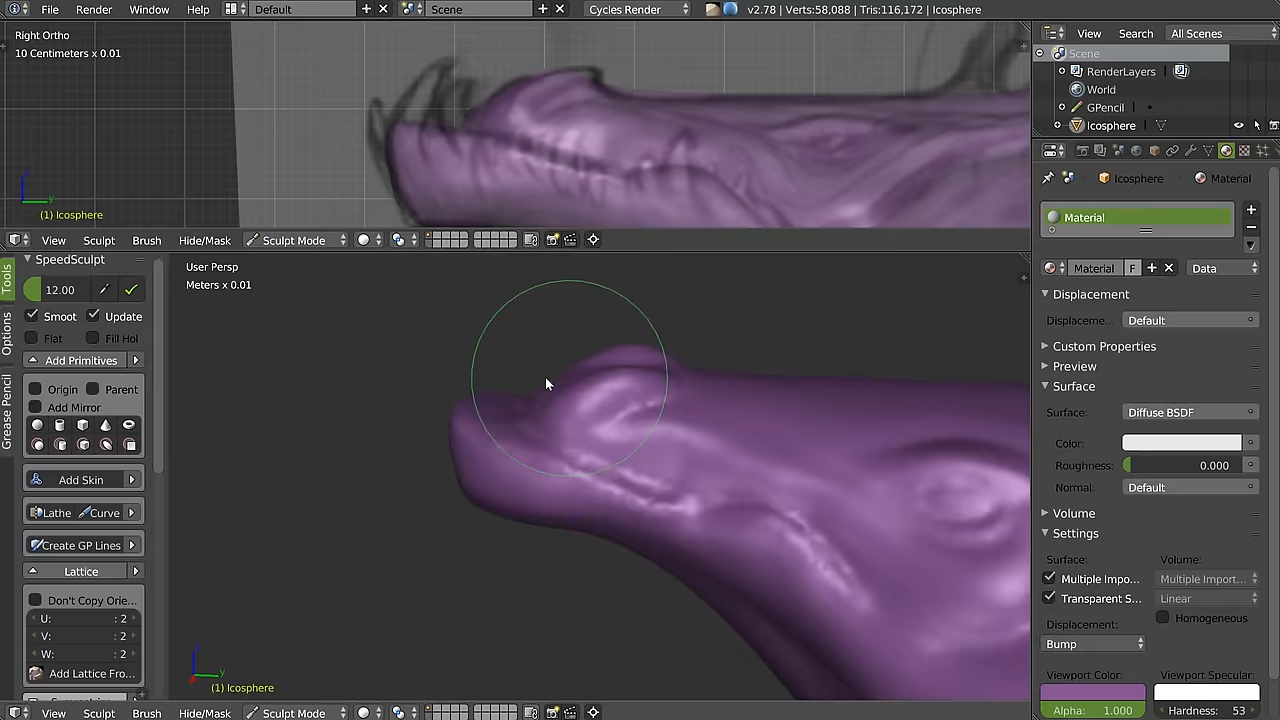 File Render Window Help Default Scene Cycles Render v2.78 | Verts:58,088 | Tris:116,172 | Icosphere
Right Ortho
10 Centimeters x 0.01
(1) Icosphere
View Sculpt Brush Hide/Mask Sculpt Mode
Tools
Options
Grease Pencil
SpeedSculpt
12.00
Smoot Update
Flat Fill Hol
Add Primitives
Origin Parent
Add Mirror
Add Skin
Lathe Curve
Create GP Lines
Lattice
Don't Copy Orie...
U: : 2
V: : 2
W: : 2
Add Lattice Fro...
User Persp
Meters x 0.01
(1) Icosphere
View Sculpt Brush Hide/Mask Sculpt Mode
View Search All Scenes
Scene
RenderLayers
World
GPencil
Icosphere
Icosphere Material
Material
Material F Data
Displacement
Displaceme... Default
Custom Properties
Preview
Surface
Surface: Diffuse BSDF
Color:
Roughness: 0.000
Normal: Default
Volume
Settings
Surface: Volume:
Multiple Impo... Multiple Import...
Transparent S... Linear
Homogeneous
Displacement:
Bump
Viewport Color: Viewport Specular:
Alpha: 1.000 Hardness: 53